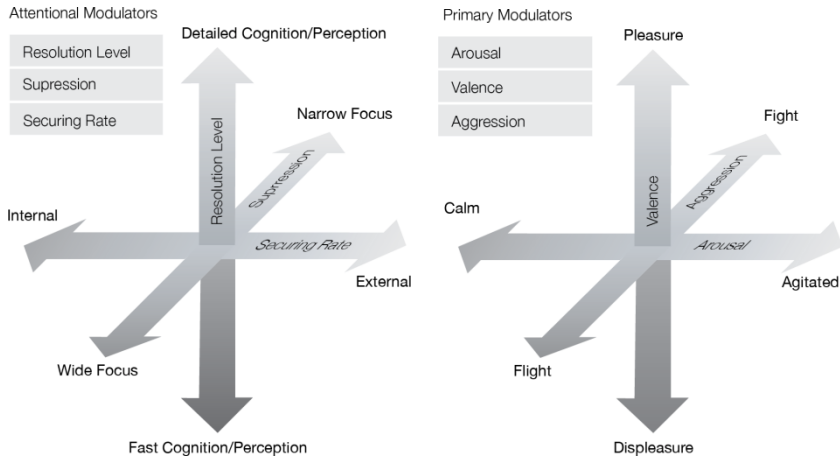 Attentional Modulators
Resolution Level
Supression
Securing Rate
Detailed Cognition/Perception
Narrow Focus
Resolution Level
Suprression
Internal
Securing Rate
External
Wide Focus
Fast Cognition/Perception
Primary Modulators
Arousal
Valence
Aggression
Pleasure
Fight
Valence
Aggression
Calm
Arousal
Agitated
Flight
Displeasure